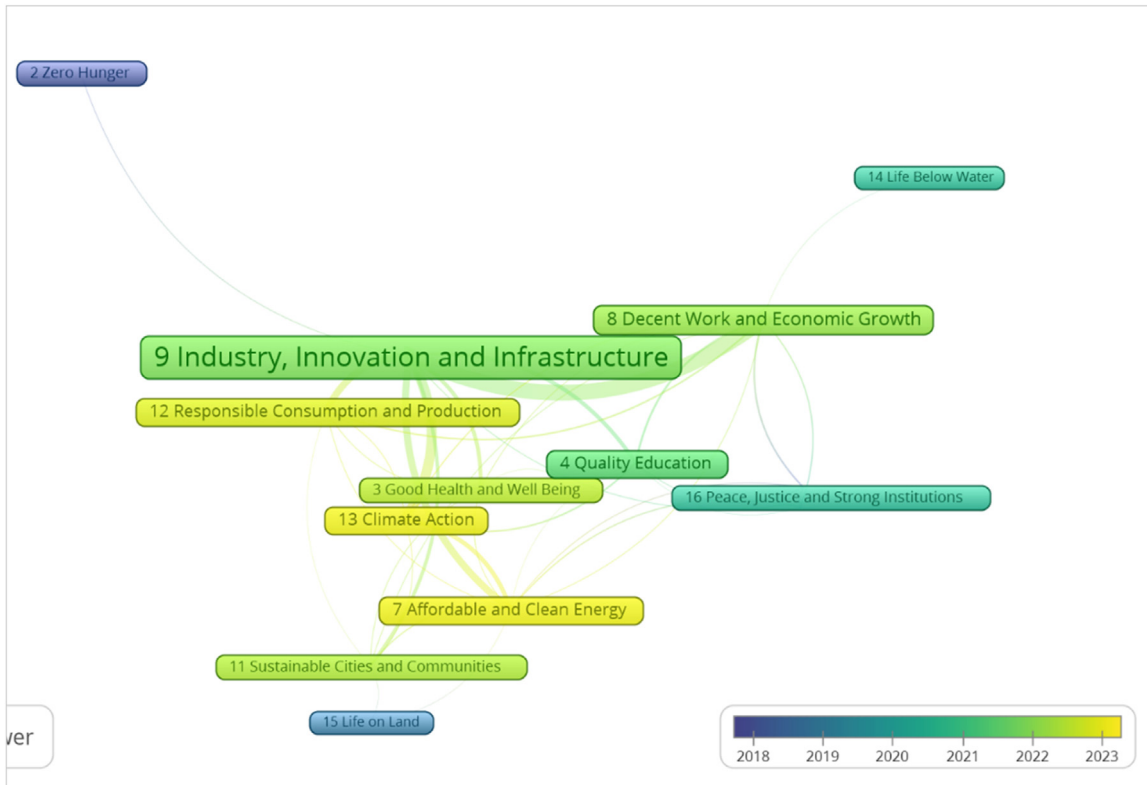 2 Zero Hunger
14 Life Below Water
8 Decent Work and Economic Growth
9 Industry, Innovation and Infrastructure
12 Responsible Consumption and Production
4 Quality Education
3 Good Health and Well Being
16 Peace, Justice and Strong Institutions
13 Climate Action
7 Affordable and Clean Energy
11 Sustainable Cities and Communities
15 Life on Land
2018 2019 2020 2021 2022 2023